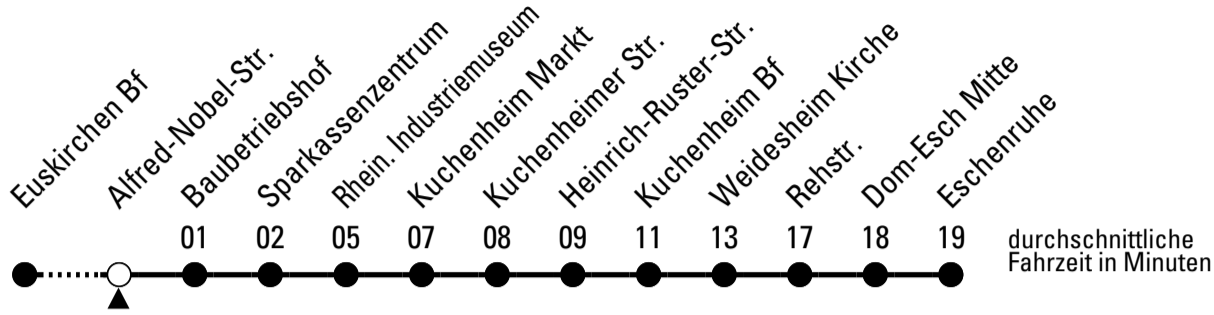 Euskirchen Bf
Alfred-Nobel-Str.
Baubetriebshof
Sparkassenzentrum
Rhein. Industriemuseum
Kuchenheim Markt
Kuchenheimer Str.
Heinrich-Ruster-Str.
Kuchenheim Bf
Weidesheim Kirche
Rehstr.
Dom-Esch Mitte
Eschenruhe
01 02 05 07 08 09 11 13 17 18 19
durchschnittliche
Fahrzeit in Minuten